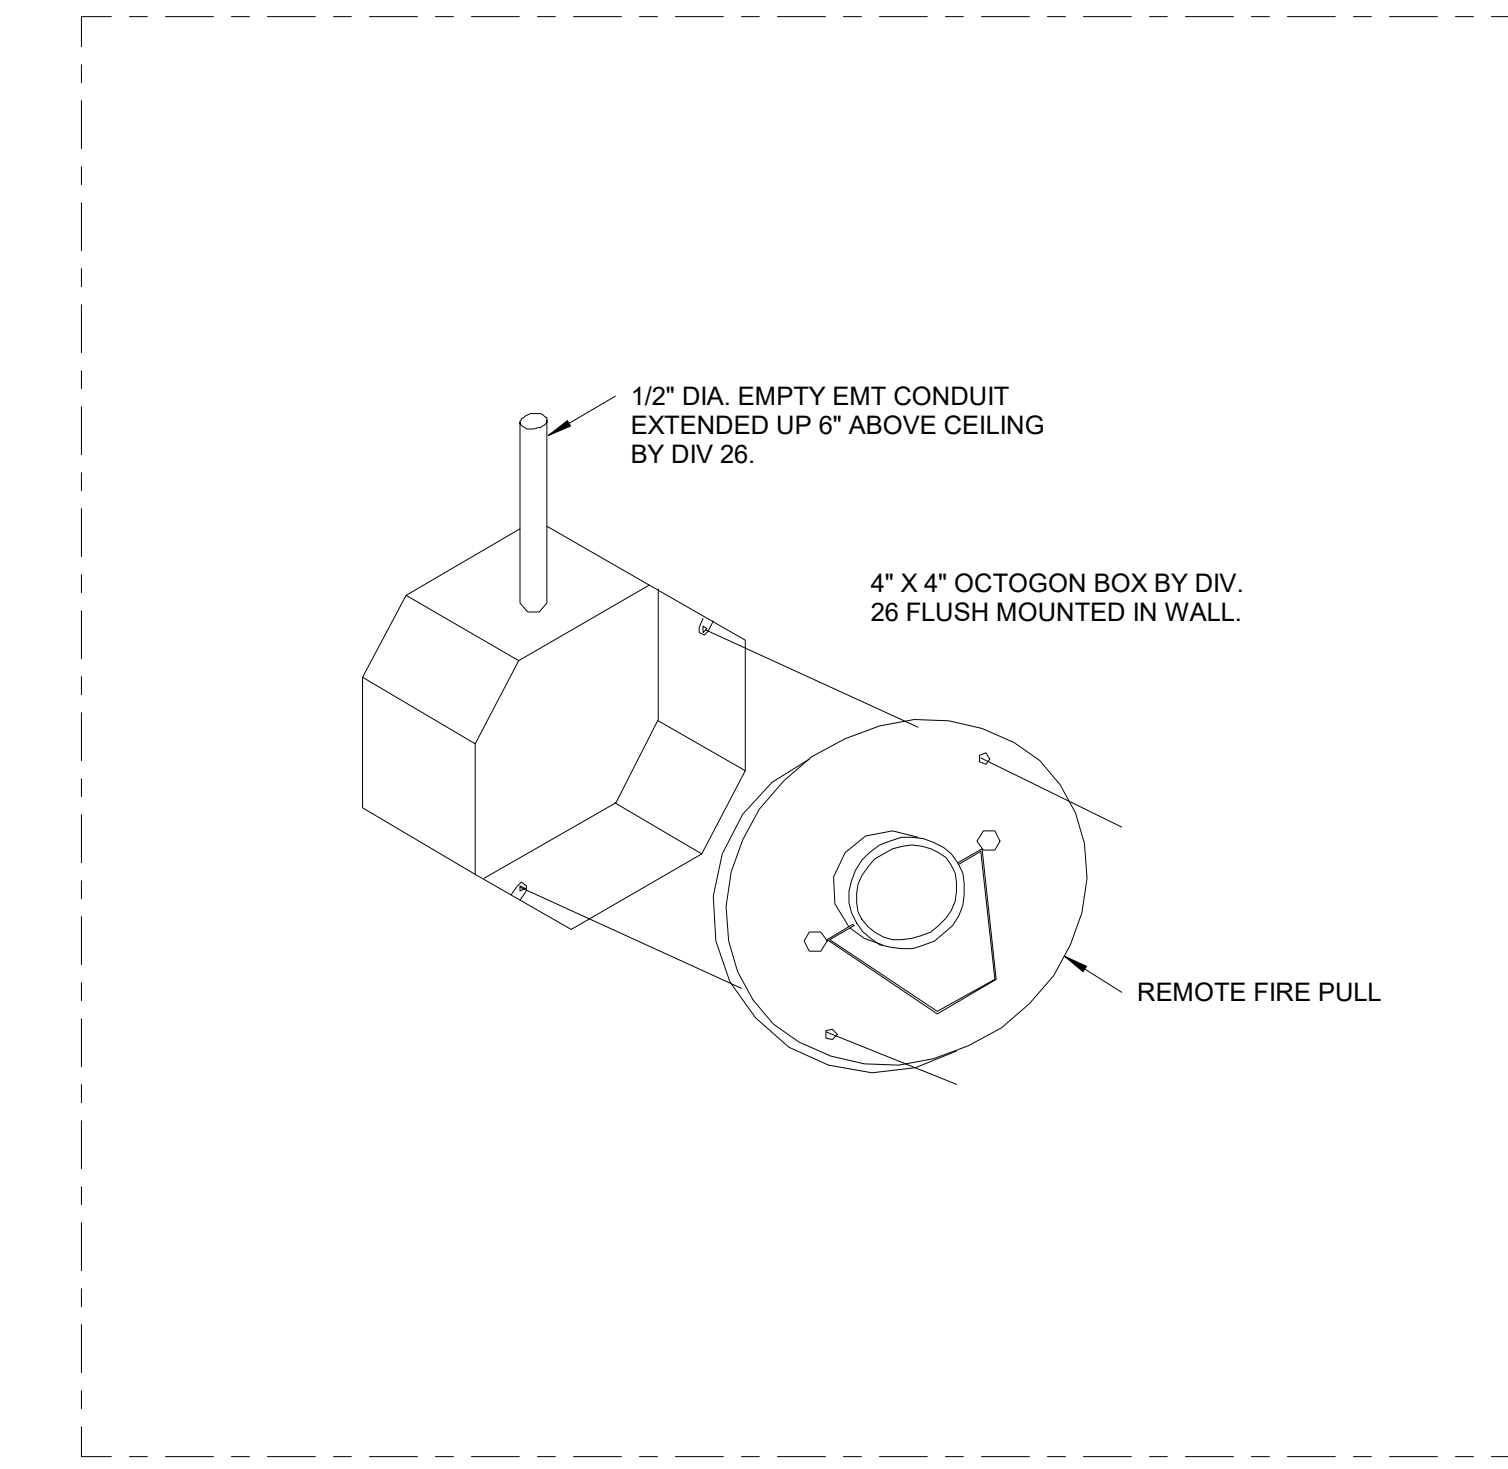 1/2" DIA. EMPTY EMT CONDUIT
EXTENDED UP 6" ABOVE CEILING
BY DIV 26.
4" X 4" OCTOGON BOX BY DIV.
26 FLUSH MOUNTED IN WALL.
REMOTE FIRE PULL